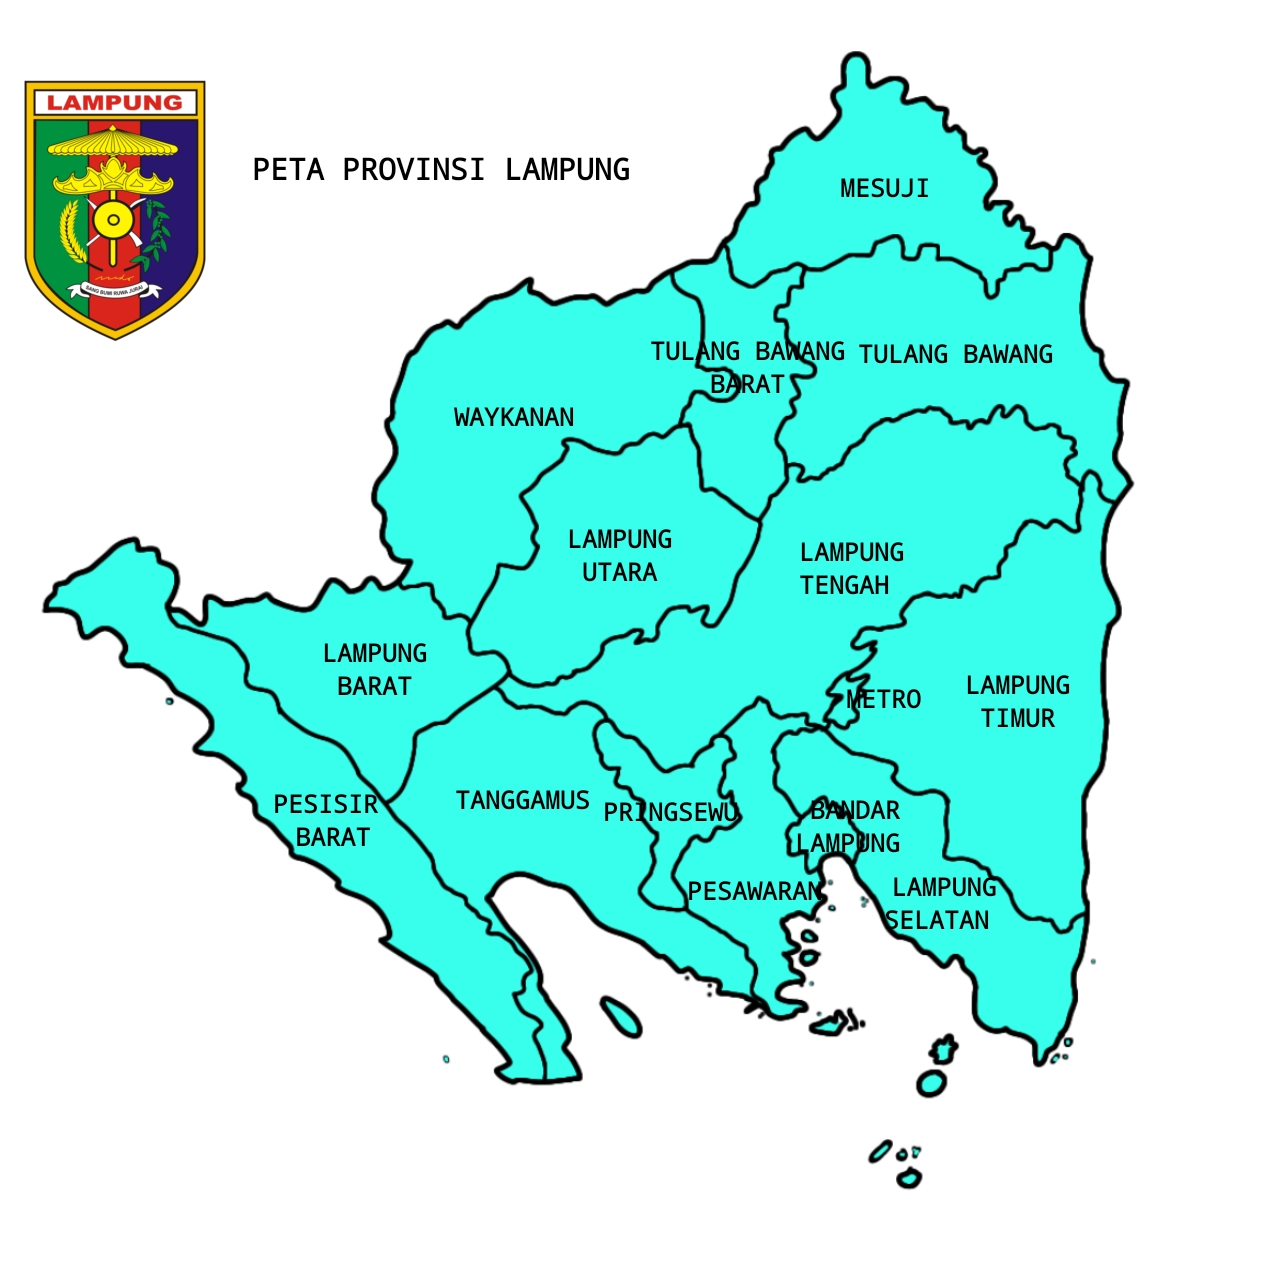 LAMPUNG
SANG BUMI RUWA JURAI
PETA PROVINSI LAMPUNG
MESUJI
TULANG BAWANG
BARAT
TULANG BAWANG
WAYKANAN
LAMPUNG
UTARA
LAMPUNG
TENGAH
LAMPUNG
BARAT
METRO
LAMPUNG
TIMUR
PESISIR
BARAT
TANGGAMUS
PRINGSEWU
BANDAR
LAMPUNG
PESAWARAN
LAMPUNG
SELATAN